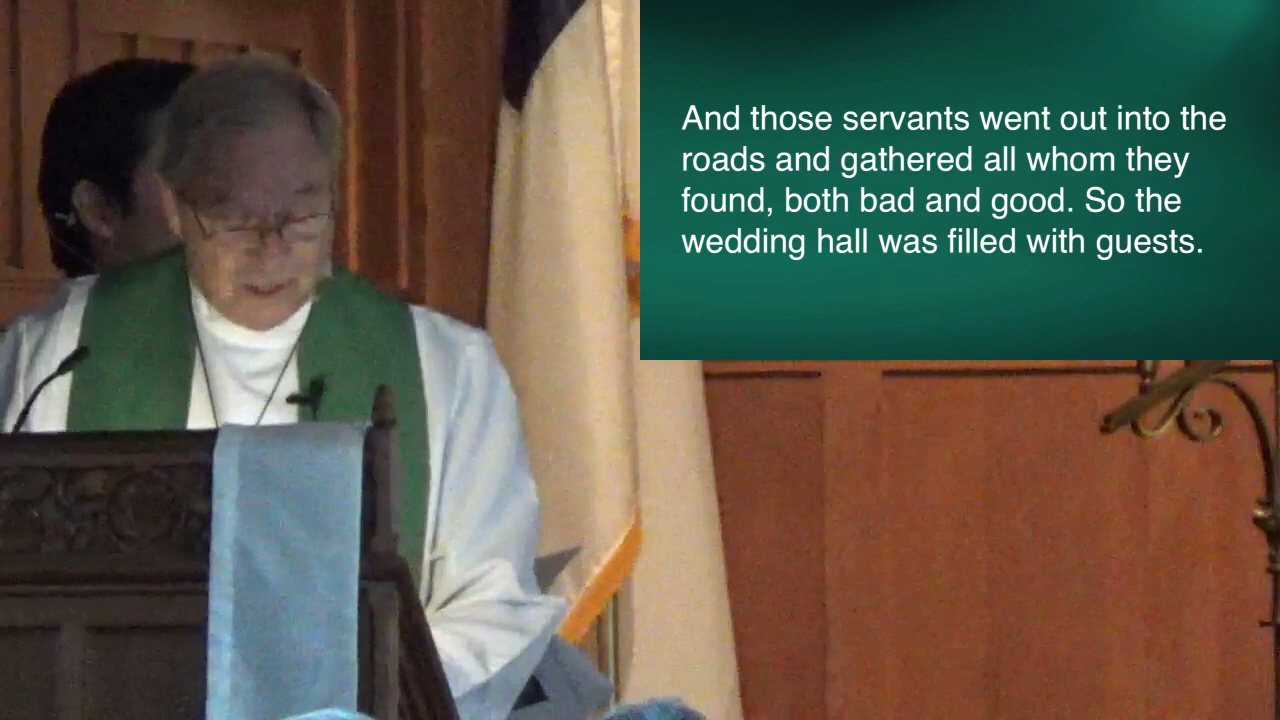 And those servants went out into the
roads and gathered all whom they
found, both bad and good. So the
wedding hall was filled with guests.